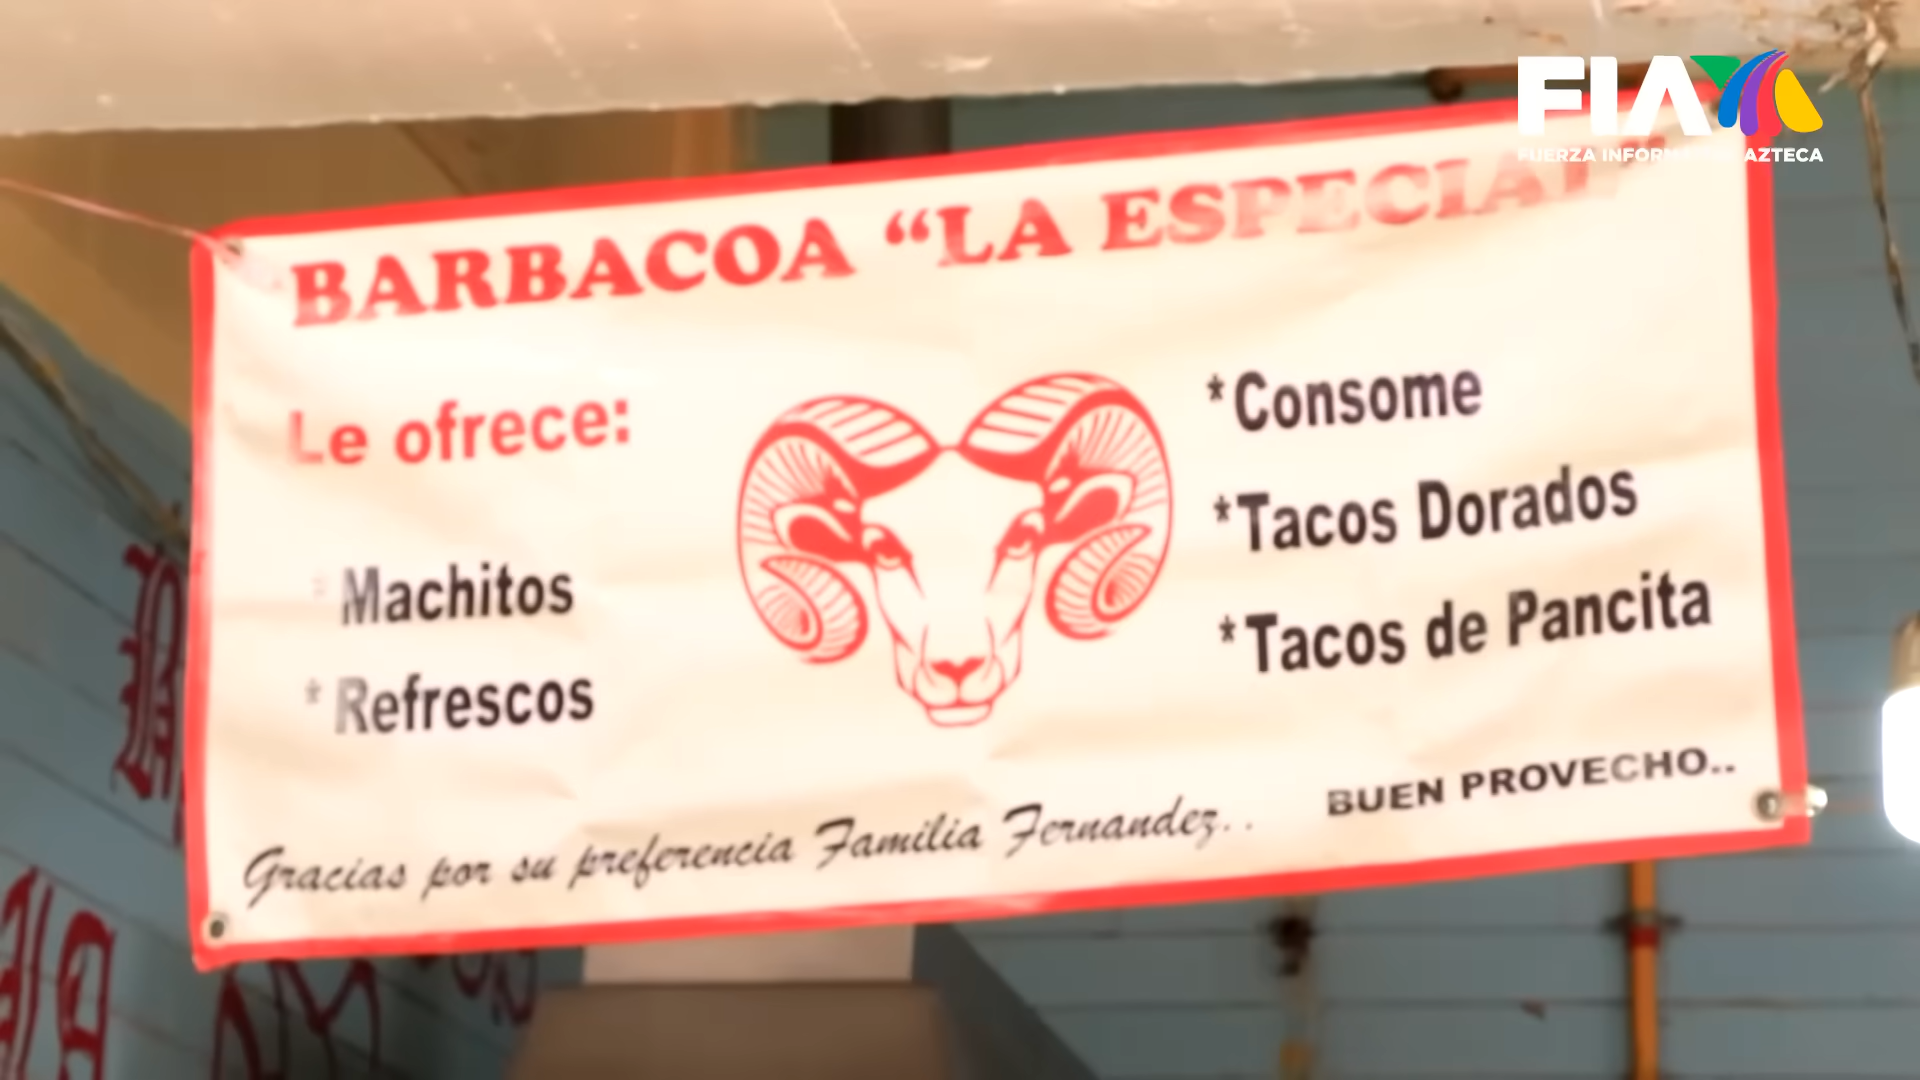 FIA
FUERZA INFORMATIVA AZTECA
BARBACOA “LA ESPECIAL”
Le ofrece:
* Machitos
* Refrescos
*Consome
*Tacos Dorados
*Tacos de Pancita
BUEN PROVECHO..
Gracias por su preferencia Familia Fernandez. .